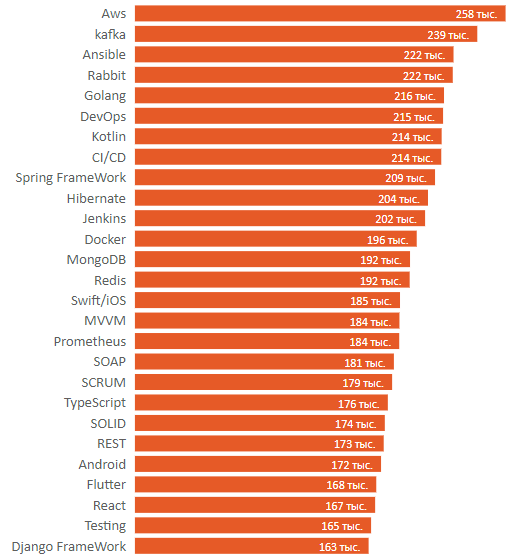 Aws 258 тыс.
kafka 239 тыс.
Ansible 222 тыс.
Rabbit 222 тыс.
Golang 216 тыс.
DevOps 215 тыс.
Kotlin 214 тыс.
CI/CD 214 тыс.
Spring FrameWork 209 тыс.
Hibernate 204 тыс.
Jenkins 202 тыс.
Docker 196 тыс.
MongoDB 192 тыс.
Redis 192 тыс.
Swift/iOS 185 тыс.
MVVM 184 тыс.
Prometheus 184 тыс.
SOAP 181 тыс.
SCRUM 179 тыс.
TypeScript 176 тыс.
SOLID 174 тыс.
REST 173 тыс.
Android 172 тыс.
Flutter 168 тыс.
React 167 тыс.
Testing 165 тыс.
Django FrameWork 163 тыс.